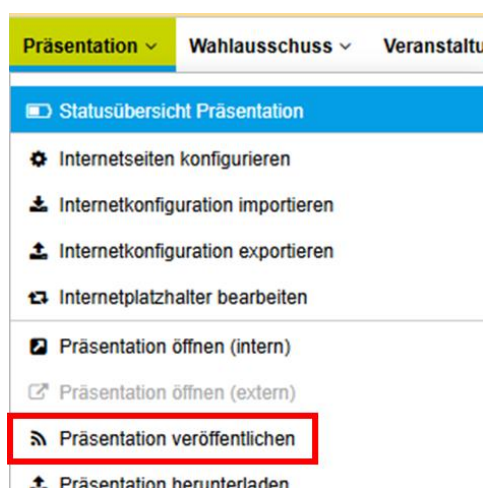 Präsentation Wahlausschuss
Statusübersicht Präsentation
Internetseiten konfigurieren
Internetkonfiguration importieren
Internetkonfiguration exportieren
Internetplatzhalter bearbeiten
Präsentation öffnen (intern)
Präsentation öffnen (extern)
Präsentation veröffentlichen
Präsentation herunterladen